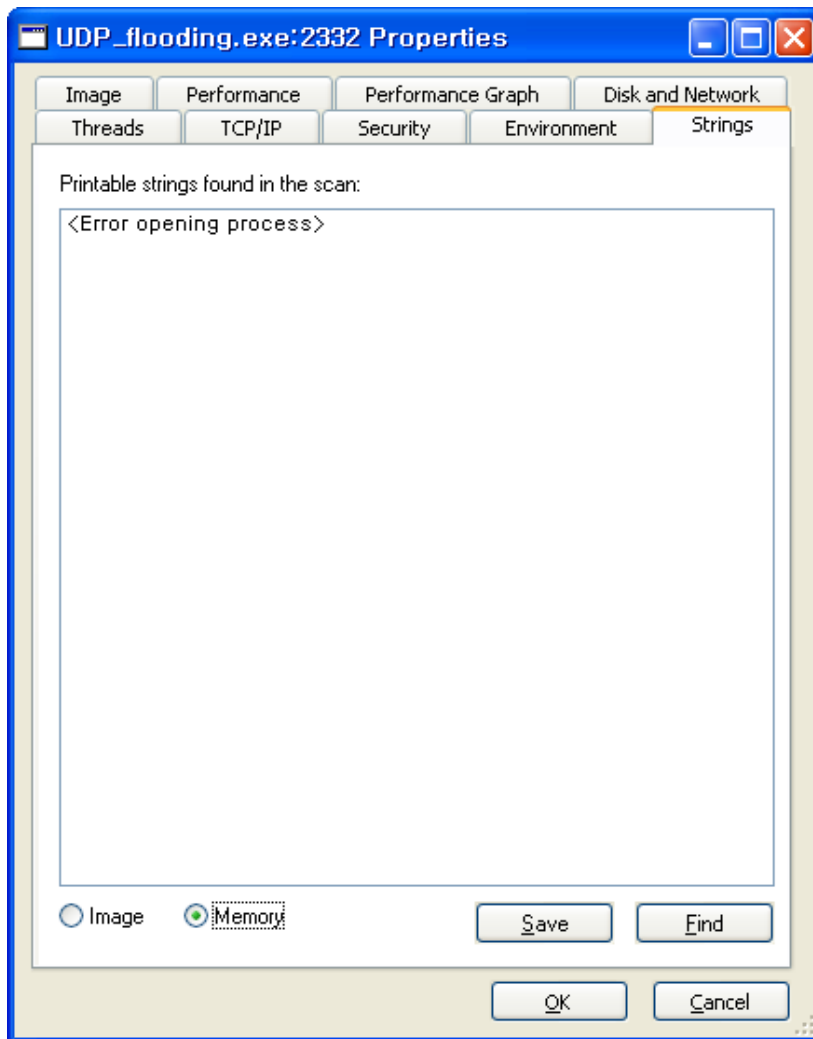 UDP_flooding.exe:2332 Properties
Image Performance Performance Graph Disk and Network
Threads TCP/IP Security Environment Strings
Printable strings found in the scan:
<Error opening process>
Image Memory Save Find
OK Cancel